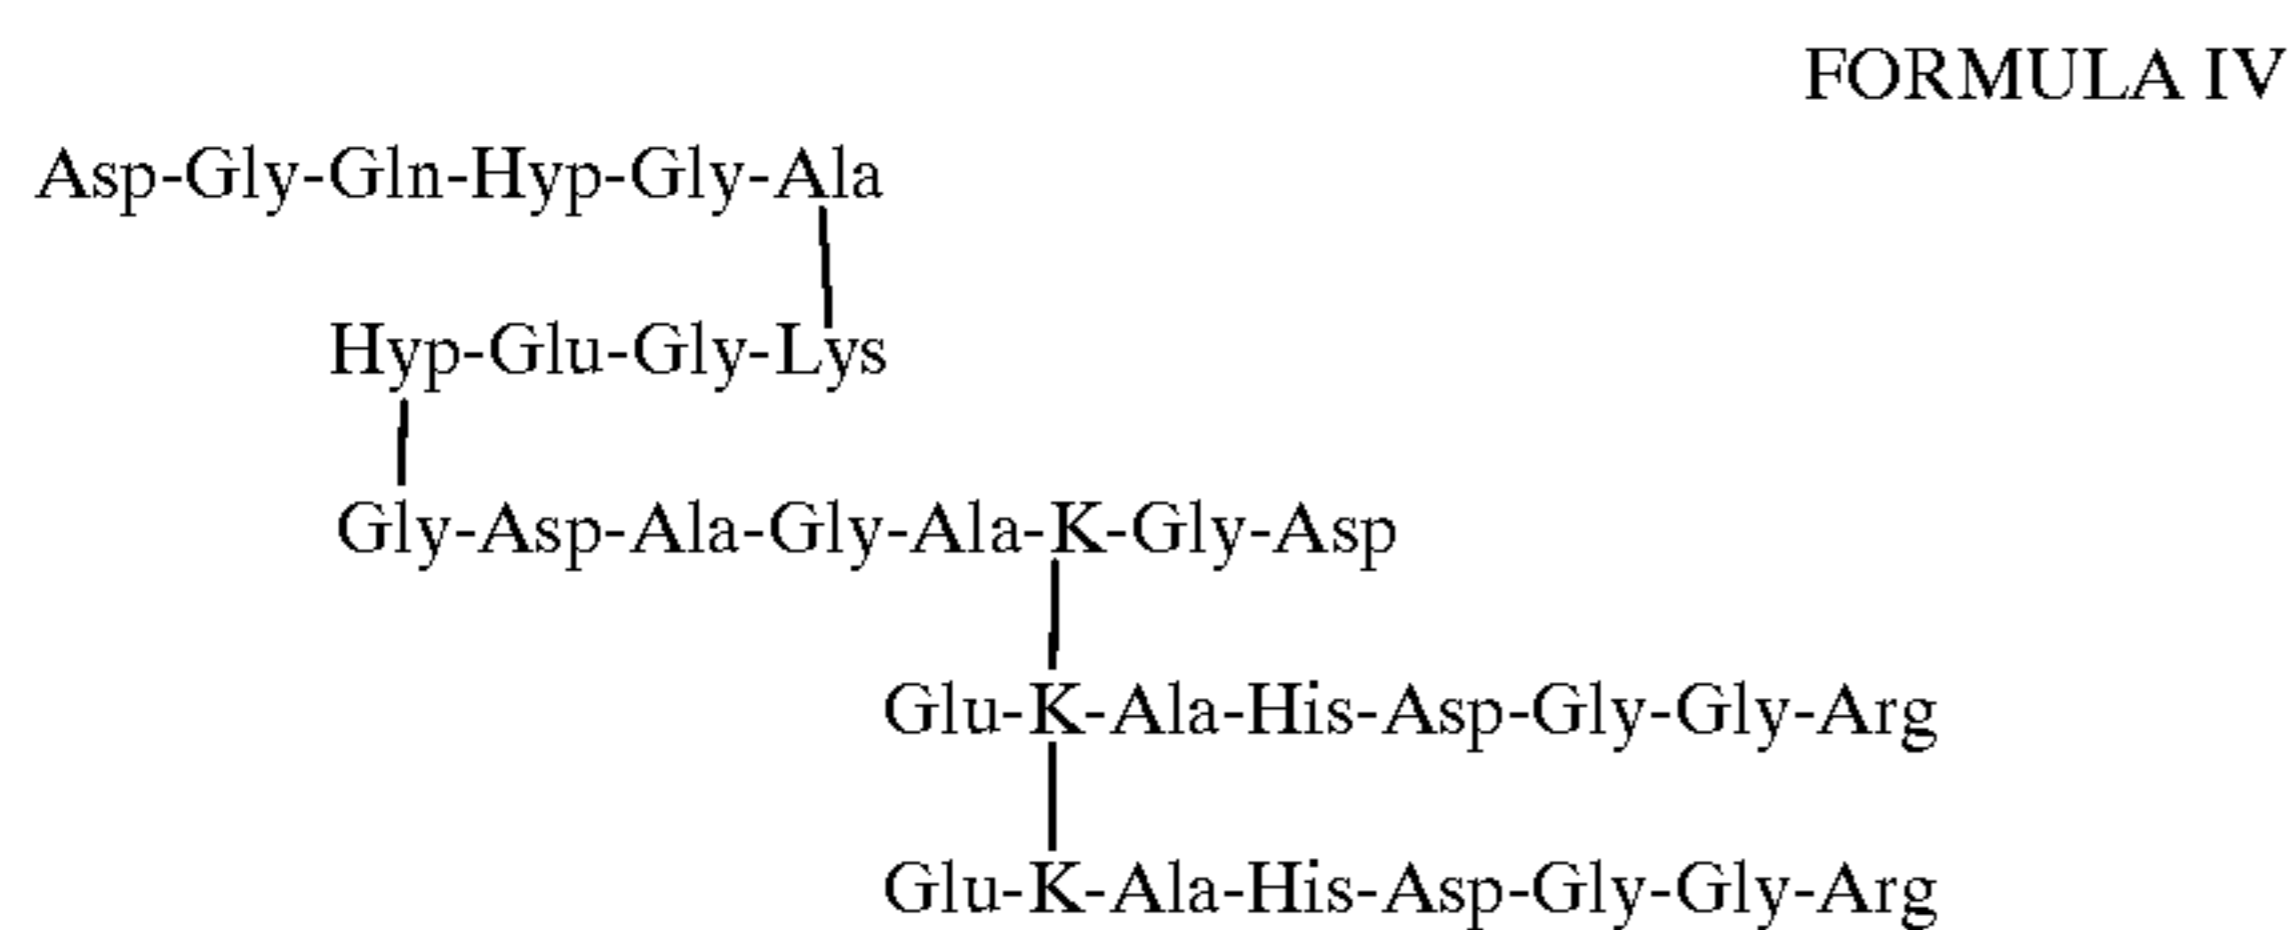 FORMULA IV
Asp-Gly-Gln-Hyp-Gly-Ala
Hyp-Glu-Gly-Lys
Gly-Asp-Ala-Gly-Ala-K-Gly-Asp
Glu-K-Ala-His-Asp-Gly-Gly-Arg
Glu-K-Ala-His-Asp-Gly-Gly-Arg